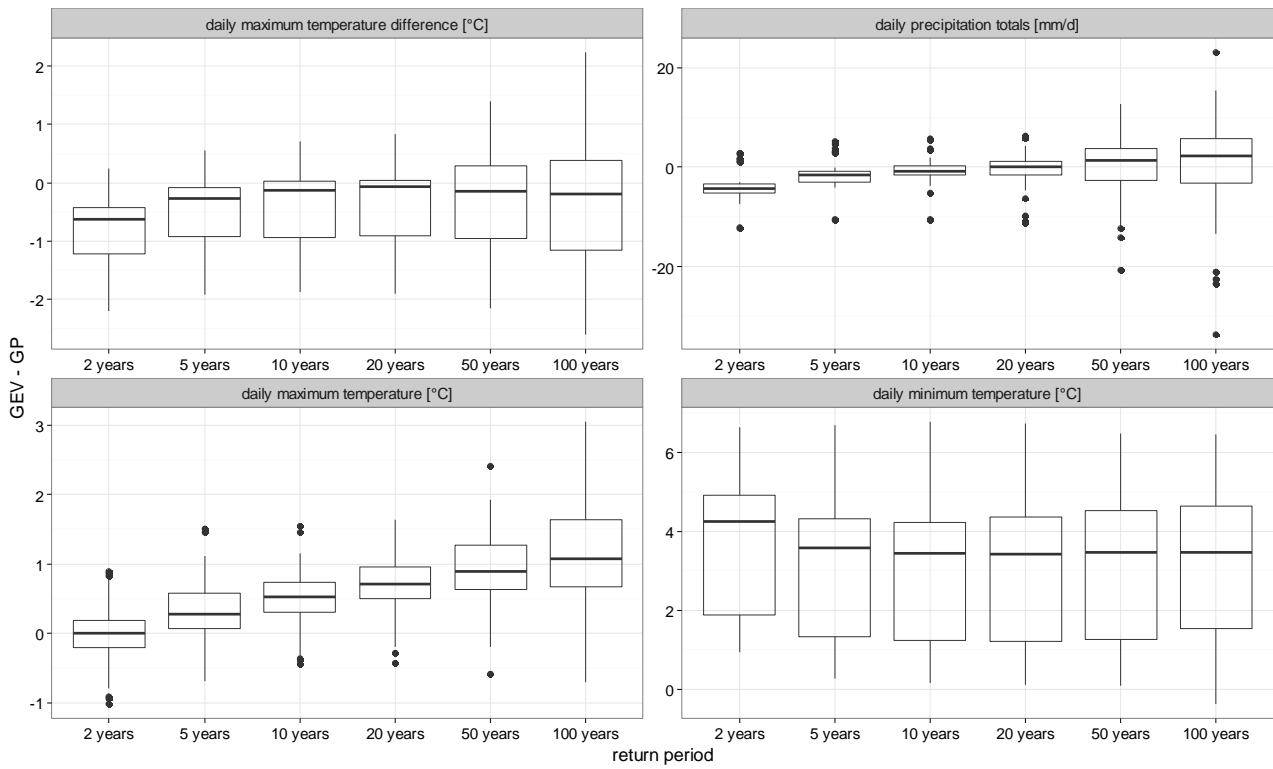 daily maximum temperature difference [°C]
daily precipitation totals [mm/d]
2
1
0
-1
-2
20
0
-20
2 years 5 years 10 years 20 years 50 years 100 years
2 years 5 years 10 years 20 years 50 years 100 years
GEV - GP
daily maximum temperature [°C]
daily minimum temperature [°C]
3
2
1
0
-1
6
4
2
0
2 years 5 years 10 years 20 years 50 years 100 years
2 years 5 years 10 years 20 years 50 years 100 years
return period